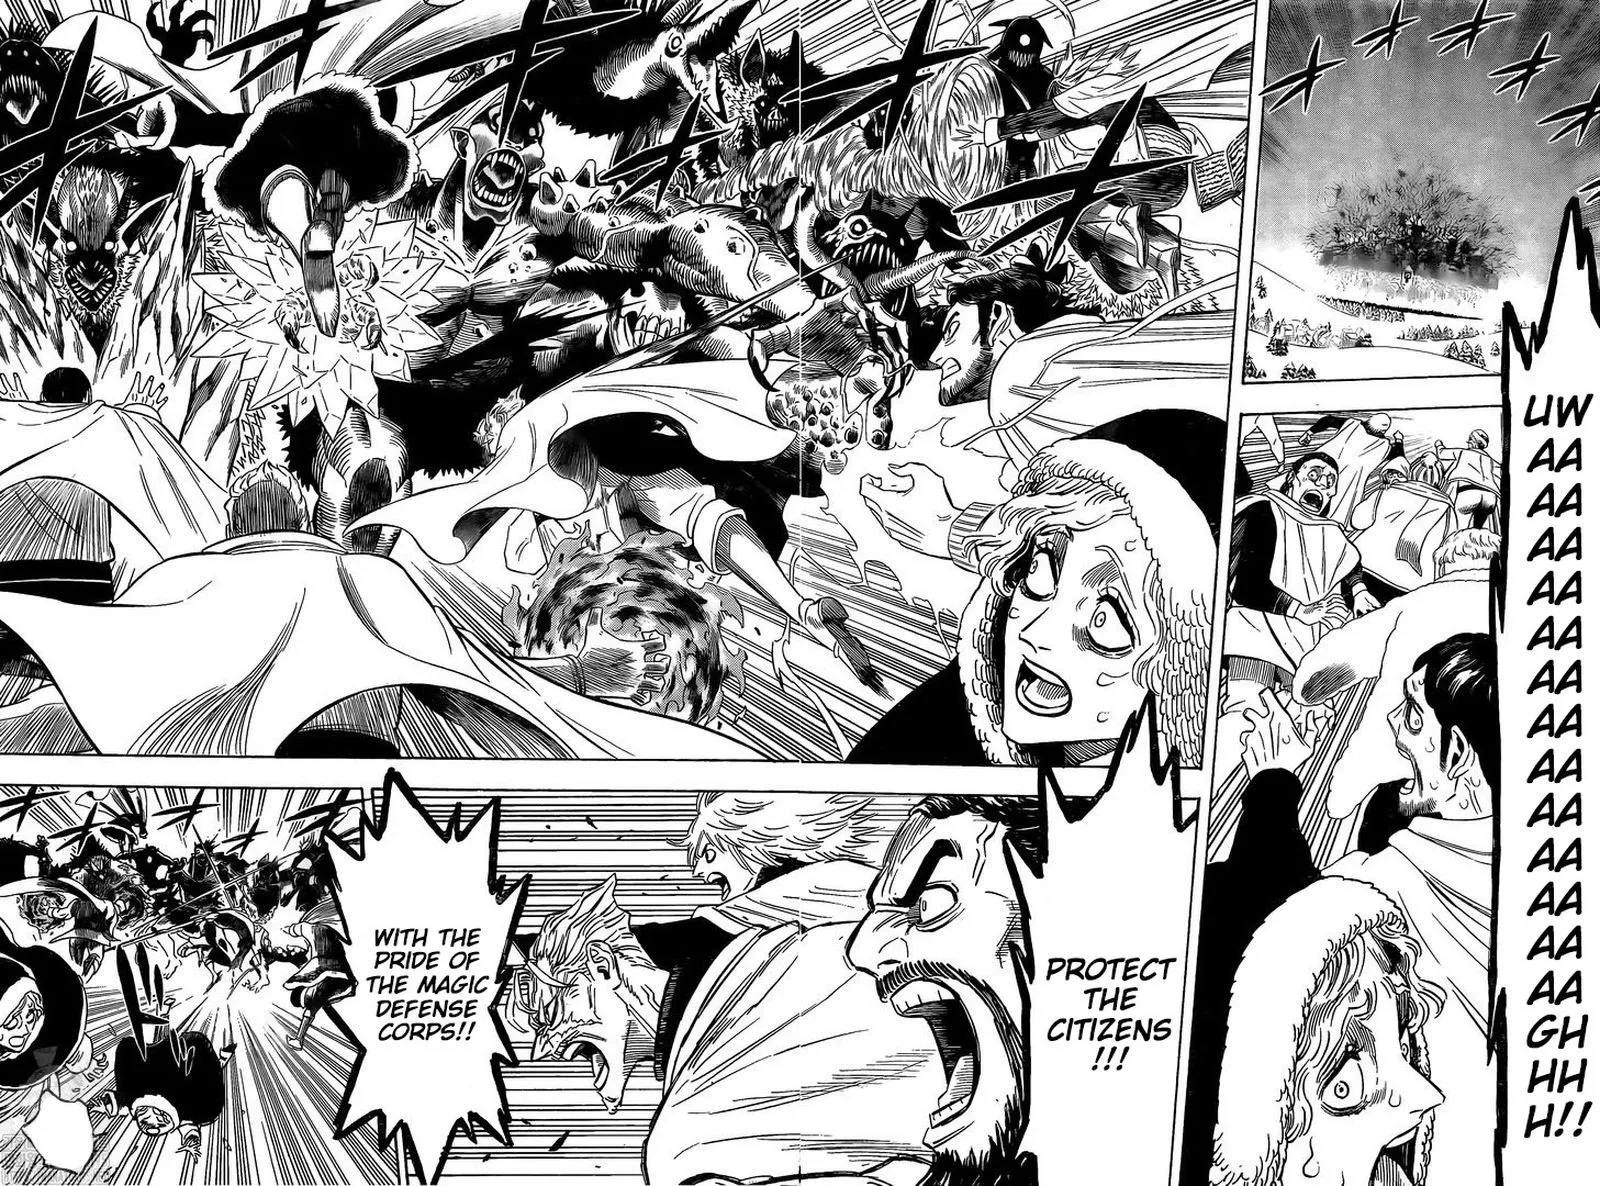 UW
AA
AA
AA
AA
AA
AA
AA
AA
AA
AA
AA
AA
AA
GH
HH
H!!
PROTECT
THE
CITIZENS
!!!
WITH THE
PRIDE OF
THE MAGIC
DEFENSE
CORPS!!